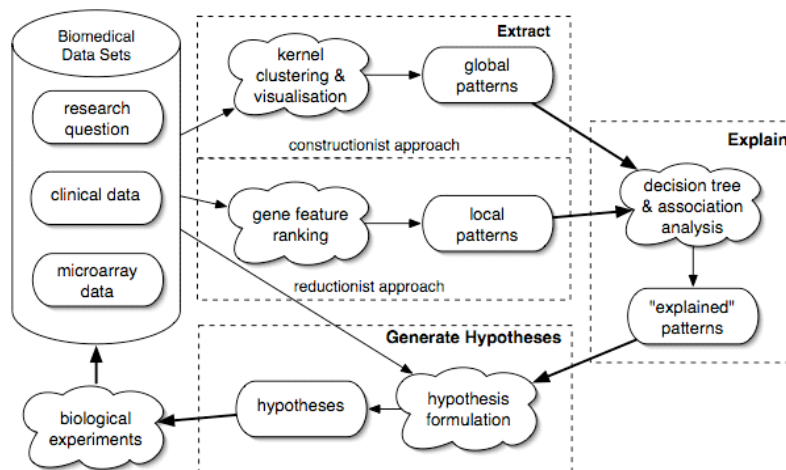 Biomedical
Data Sets
research
question
clinical data
microarray
data
Extract
kernel
clustering &
visualisation
global
patterns
constructionist approach
gene feature
ranking
local
patterns
reductionist approach
Explain
decision tree
& association
analysis
"explained"
patterns
Generate Hypotheses
hypothesis
formulation
hypotheses
biological
experiments